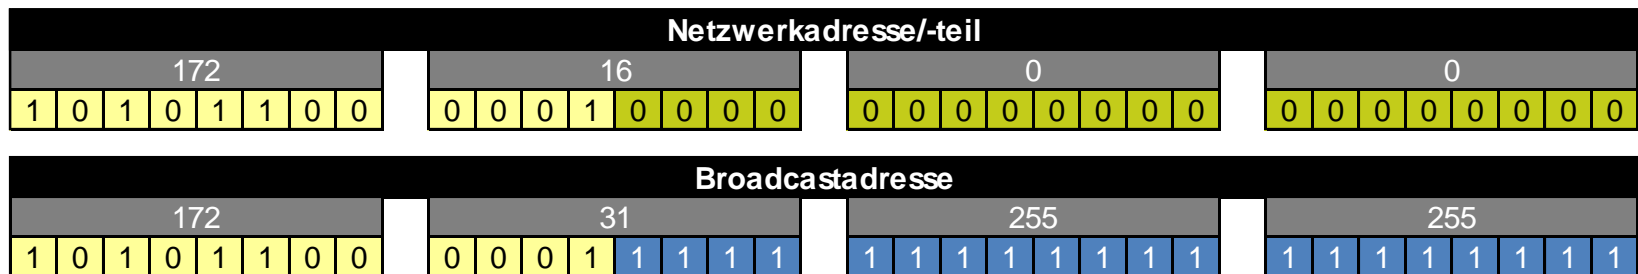 Netzwerkadresse/-teil
172 16 0 0
1 0 1 0 1 1 0 0 0 0 0 1 0 0 0 0 0 0 0 0 0 0 0 0 0 0 0 0 0 0 0 0
Broadcastadresse
172 31 255 255
1 0 1 0 1 1 0 0 0 0 0 1 1 1 1 1 1 1 1 1 1 1 1 1 1 1 1 1 1 1 1 1